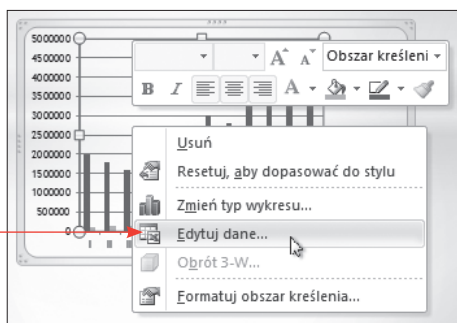 5000000
4500000
4000000
3500000
3000000
2500000
2000000
1500000
1000000
500000
0
A A Obszar kreśleni
B I A
Usuń
Resetuj, aby dopasować do stylu
Zmień typ wykresu...
Edytuj dane...
Obrót 3-W...
Formatuj obszar kreślenia...